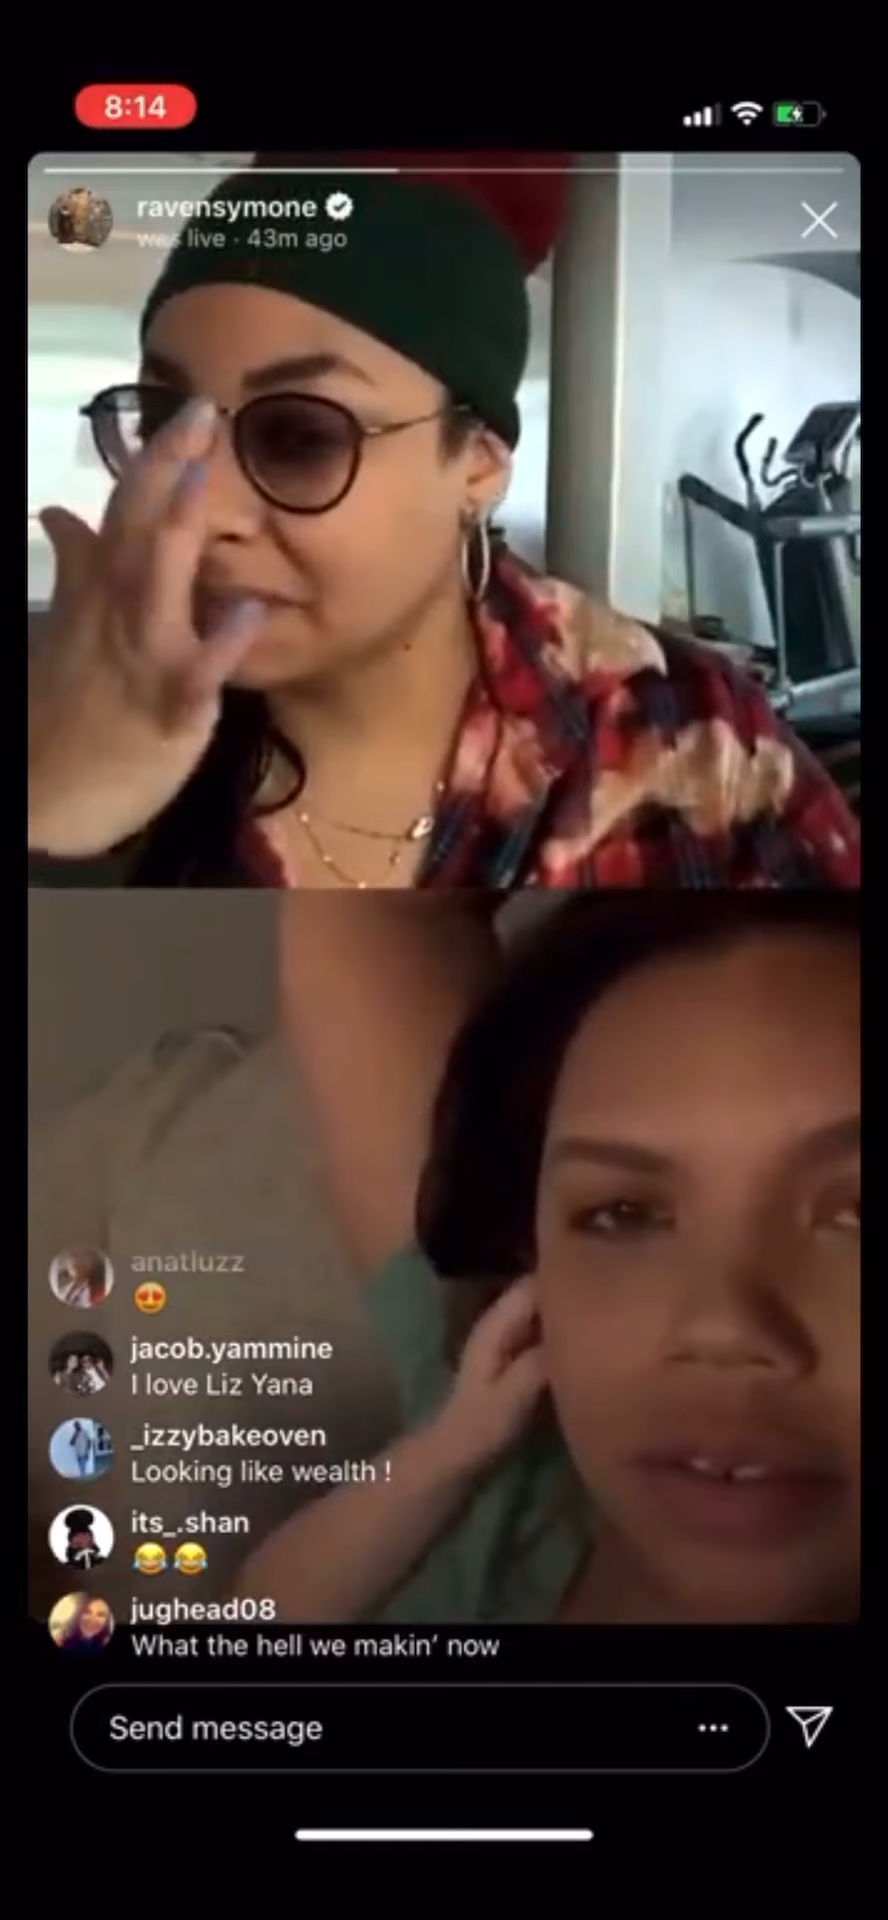 8:14
ravensymone
was live · 43m ago
anatluzz
😍
jacob.yammine
I love Liz Yana
_izzybakeoven
Looking like wealth !
its_.shan
😂😂
jughead08
What the hell we makin' now
Send message